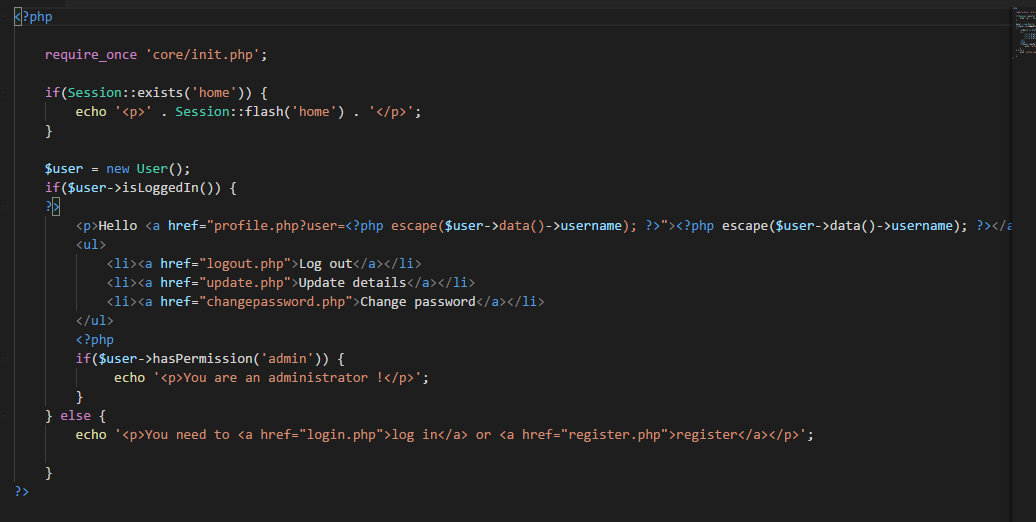 <?php
require_once 'core/init.php';
if(Session::exists('home')) {
echo '<p>' . Session::flash('home') . '</p>';
}
$user = new User();
if($user->isLoggedIn()) {
?>
<p>Hello <a href="profile.php?user=<?php escape($user->data()->username); ?>"><?php escape($user->data()->username); ?></a
<ul>
<li><a href="logout.php">Log out</a></li>
<li><a href="update.php">Update details</a></li>
<li><a href="changepassword.php">Change password</a></li>
</ul>
<?php
if($user->hasPermission('admin')) {
echo '<p>You are an administrator !</p>';
}
} else {
echo '<p>You need to <a href="login.php">log in</a> or <a href="register.php">register</a></p>';
}
?>